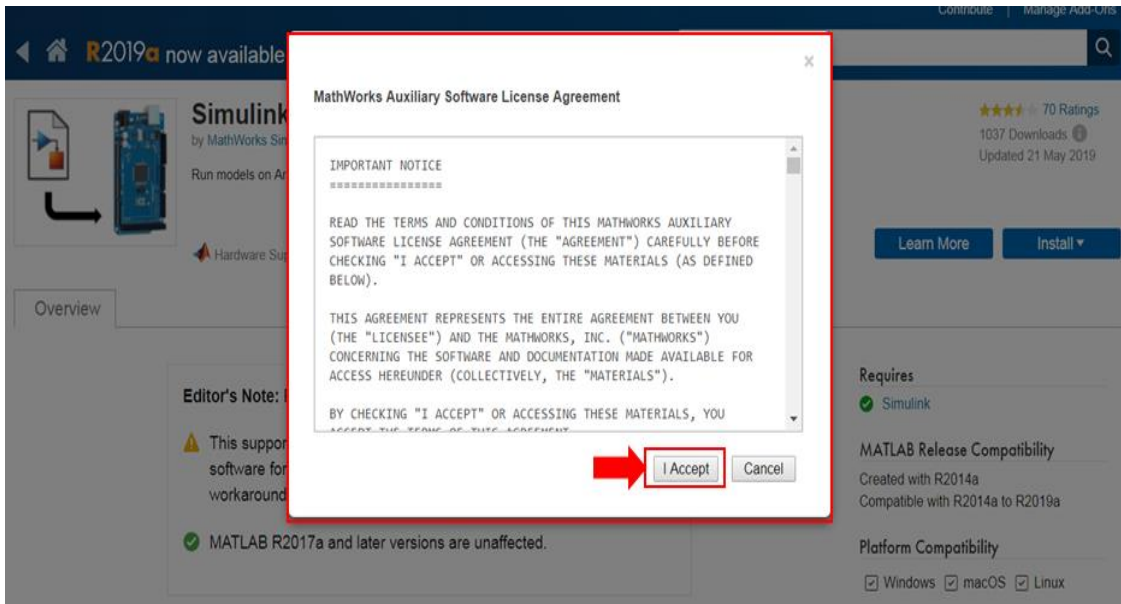 Contribute | Manage Add-Ons
R2019a now available
MathWorks Auxiliary Software License Agreement
IMPORTANT NOTICE
================
READ THE TERMS AND CONDITIONS OF THIS MATHWORKS AUXILIARY
SOFTWARE LICENSE AGREEMENT (THE "AGREEMENT") CAREFULLY BEFORE
CHECKING "I ACCEPT" OR ACCESSING THESE MATERIALS (AS DEFINED
BELOW).
THIS AGREEMENT REPRESENTS THE ENTIRE AGREEMENT BETWEEN YOU
(THE "LICENSEE") AND THE MATHWORKS, INC. ("MATHWORKS")
CONCERNING THE SOFTWARE AND DOCUMENTATION MADE AVAILABLE FOR
ACCESS HEREUNDER (COLLECTIVELY, THE "MATERIALS").
BY CHECKING "I ACCEPT" OR ACCESSING THESE MATERIALS, YOU
ACCEPT THE TERMS OF THIS AGREEMENT
I Accept
Cancel
Simulink
by MathWorks
Run models on
Hardware
70 Ratings
1037 Downloads
Updated 21 May 2019
Learn More
Install
Overview
Editor's Note:
This
software for
workaround
MATLAB R2017a and later versions are unaffected.
Requires
Simulink
MATLAB Release Compatibility
Created with R2014a
Compatible with R2014a to R2019a
Platform Compatibility
Windows macOS Linux